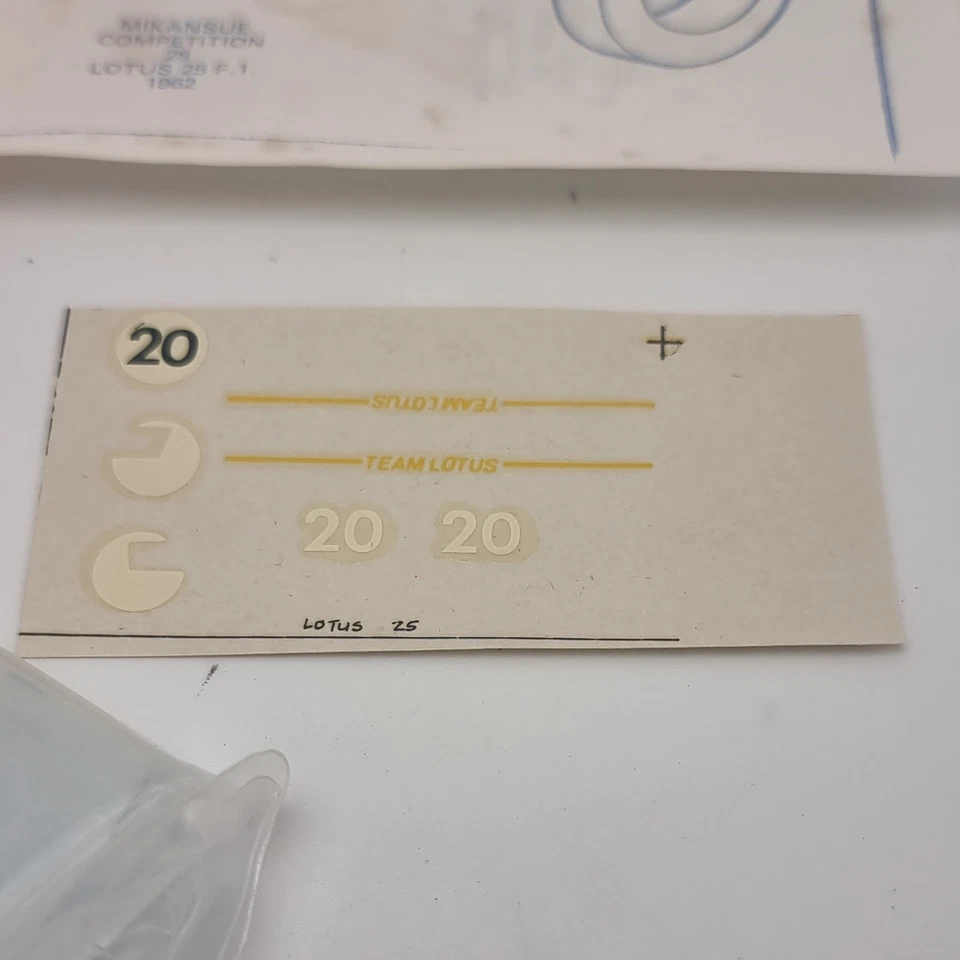 MIKANSUE
COMPETITION
25
LOTUS 25 F.1.
1962
20
TEAM LOTUS
TEAM LOTUS
20 20
LOTUS 25